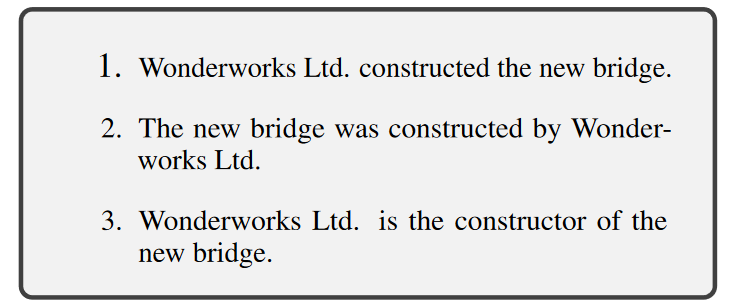 1. Wonderworks Ltd. constructed the new bridge.
2. The new bridge was constructed by Wonder-
works Ltd.
3. Wonderworks Ltd. is the constructor of the
new bridge.